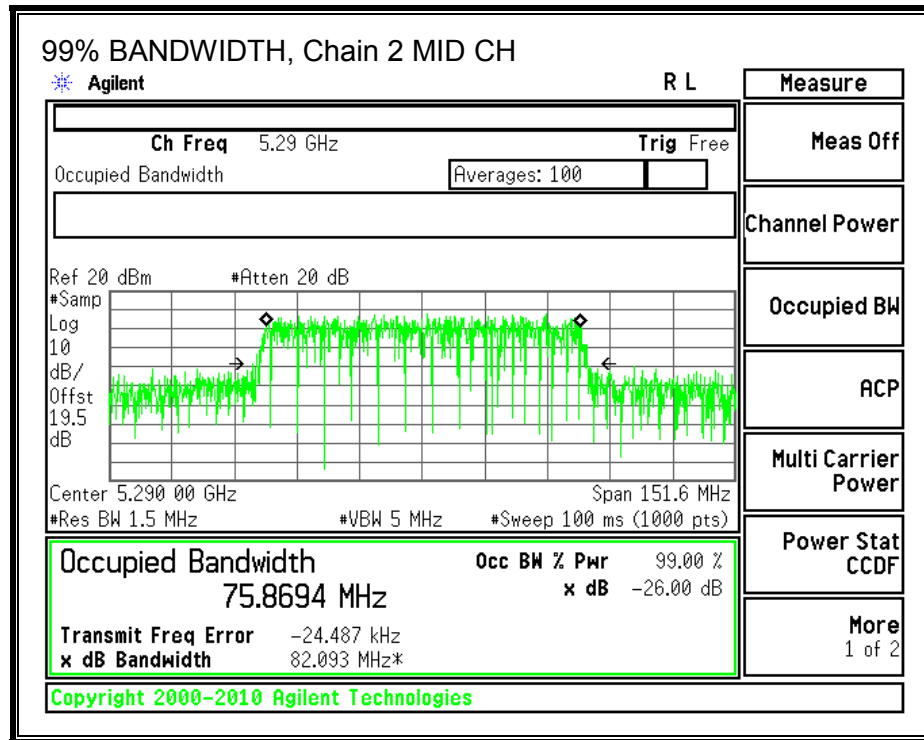 99% BANDWIDTH, Chain 2 MID CH
Agilent R L
Ch Freq 5.29 GHz Trig Free
Occupied Bandwidth Averages: 100
Ref 20 dBm #Atten 20 dB
#Samp
Log
10
dB/
Offst
19.5
dB
Center 5.290 00 GHz Span 151.6 MHz
#Res BW 1.5 MHz #VBW 5 MHz #Sweep 100 ms (1000 pts)
Occupied Bandwidth Occ BW % Pwr 99.00 %
75.8694 MHz x dB -26.00 dB
Transmit Freq Error -24.487 kHz
x dB Bandwidth 82.093 MHz*
Copyright 2000-2010 Agilent Technologies
Measure
Meas Off
Channel Power
Occupied BW
ACP
Multi Carrier
Power
Power Stat
CCDF
More
1 of 2